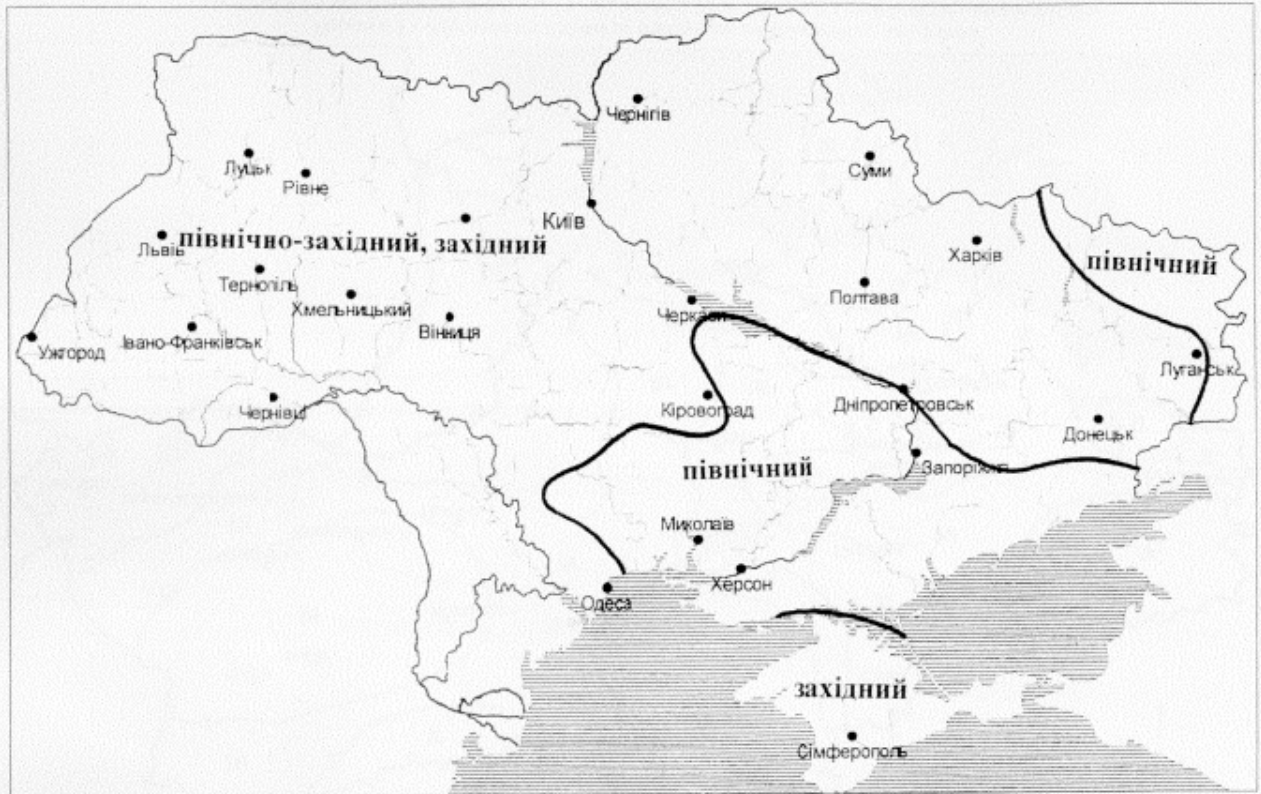 Чернігів
Луцьк
Рівне
Суми
Київ
Львів
північно-західний, західний
Харків
північний
Тернопіль
Хмельницький
Полтава
Черкаси
Вінниця
Івано-Франківськ
Ужгород
Луганськ
Чернівці
Кіровоград
Дніпропетровськ
Донецьк
північний
Запоріжжя
Миколаїв
Херсон
Одеса
західний
Сімферополь